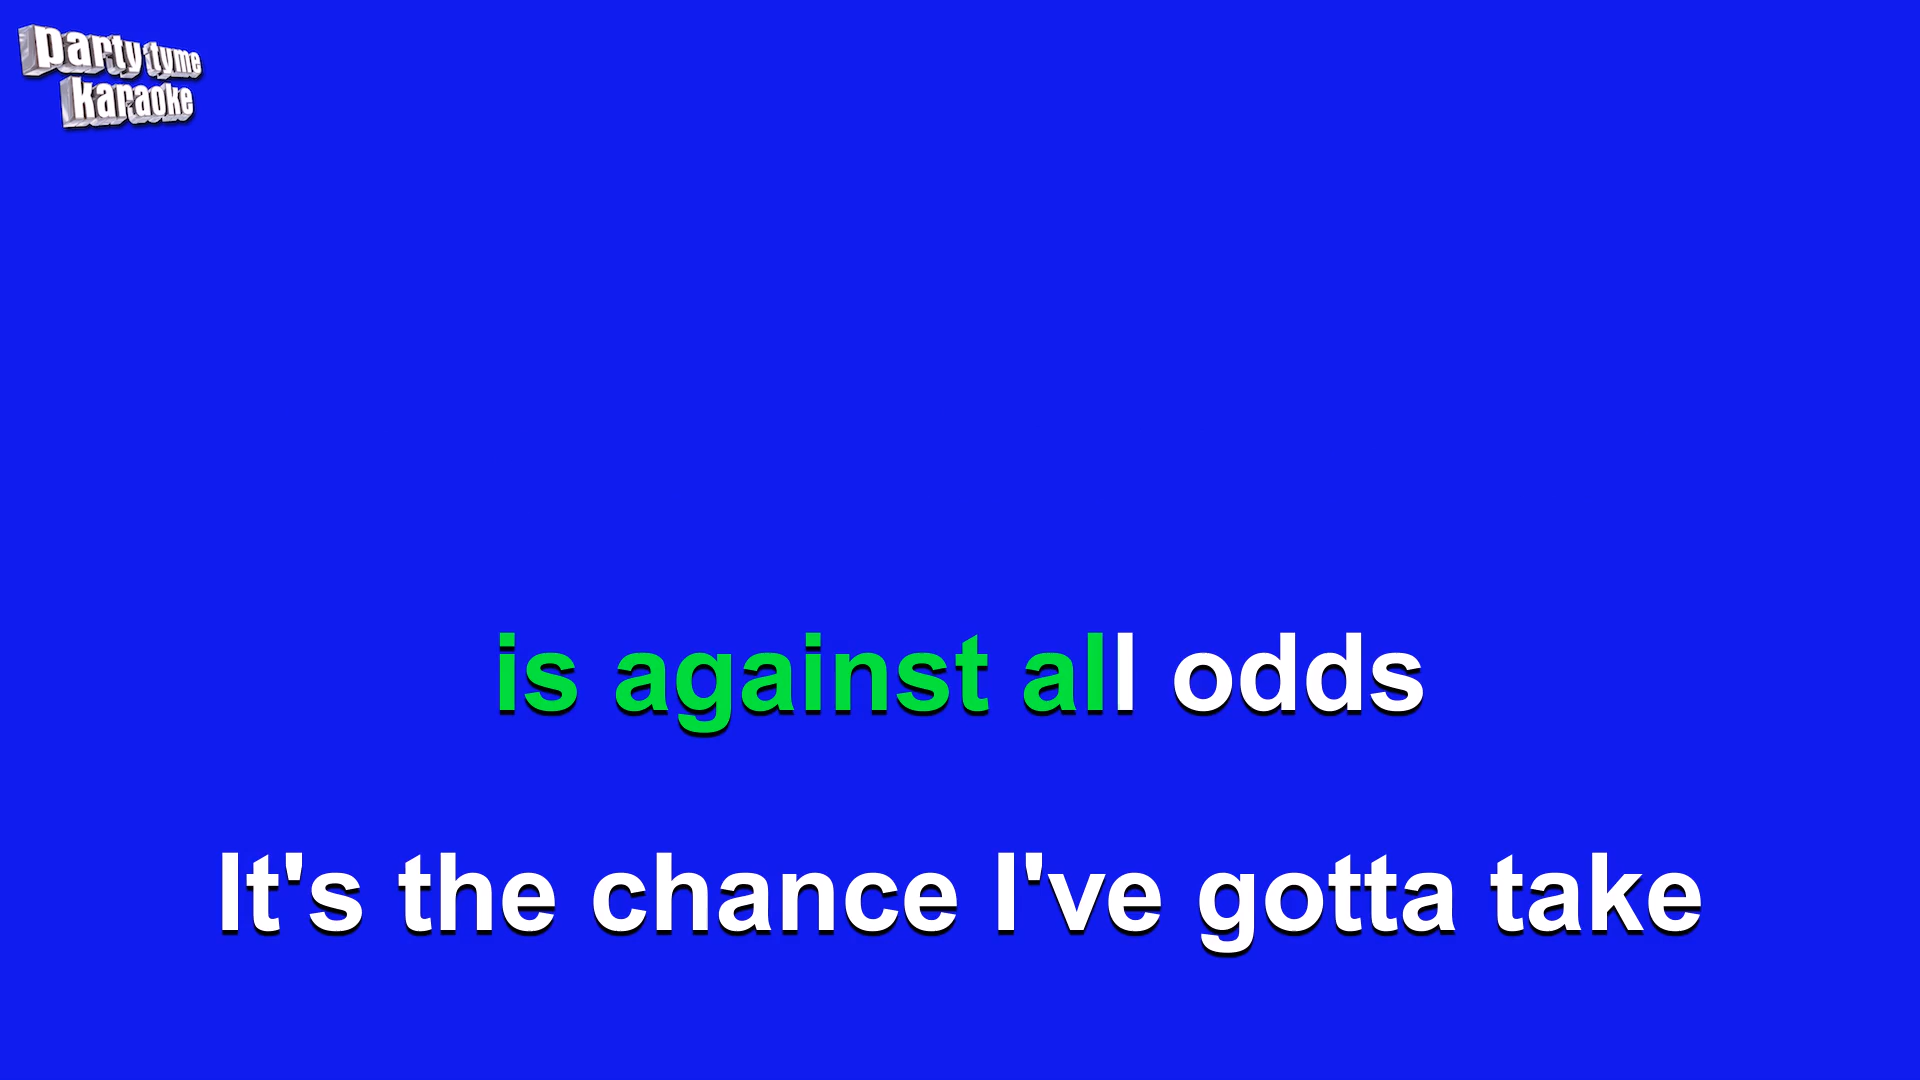 party tyme
karaoke
is against all odds
It's the chance I've gotta take